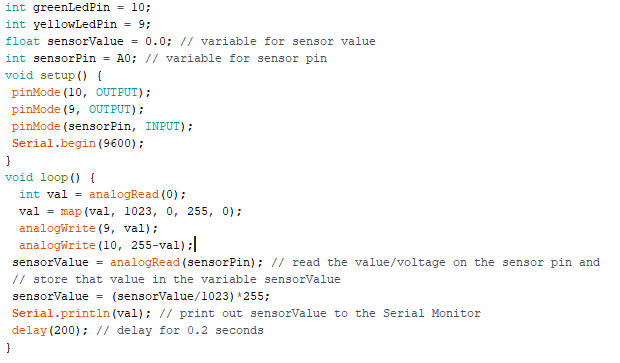 int greenLedPin = 10;
int yellowLedPin = 9;
float sensorValue = 0.0; // variable for sensor value
int sensorPin = A0; // variable for sensor pin
void setup() {
 pinMode(10, OUTPUT);
 pinMode(9, OUTPUT);
 pinMode(sensorPin, INPUT);
 Serial.begin(9600);
}
void loop() {
  int val = analogRead(0);
  val = map(val, 1023, 0, 255, 0);
  analogWrite(9, val);
  analogWrite(10, 255-val);
 sensorValue = analogRead(sensorPin); // read the value/voltage on the sensor pin and
 // store that value in the variable sensorValue
 sensorValue = (sensorValue/1023)*255;
 Serial.println(val); // print out sensorValue to the Serial Monitor
 delay(200); // delay for 0.2 seconds
}